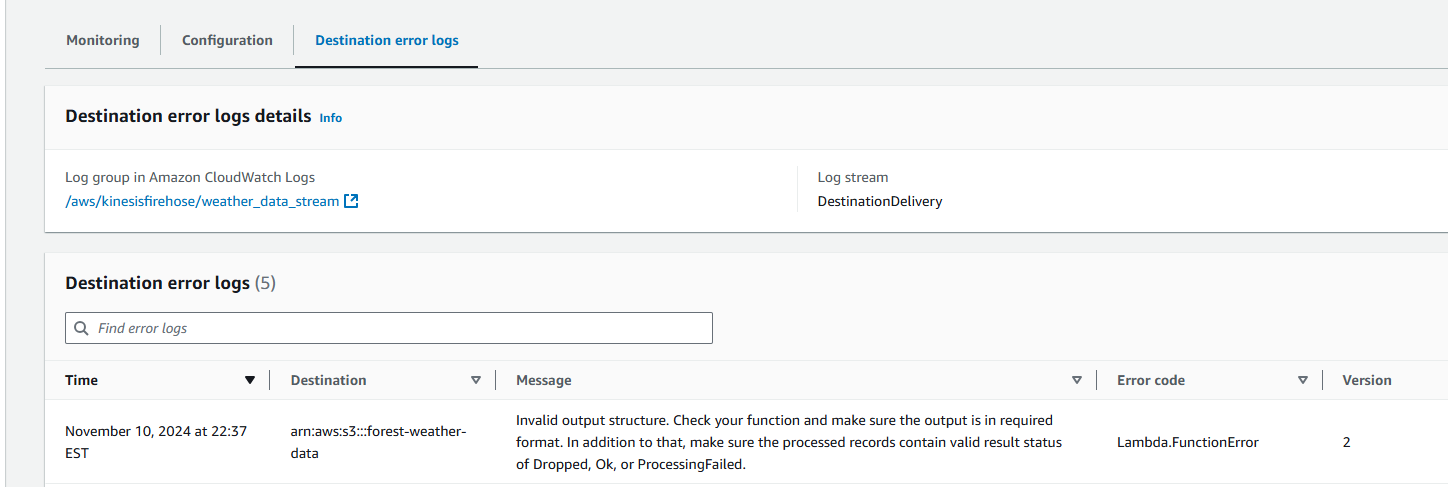 Monitoring
Configuration
Destination error logs
Destination error logs details Info
Log group in Amazon CloudWatch Logs
/aws/kinesisfirehose/weather_data_stream
Log stream
DestinationDelivery
Destination error logs (5)
Find error logs
Time
Destination
Message
Error code
Version
November 10, 2024 at 22:37
EST
arn:aws:s3:::forest-weather-
data
Invalid output structure. Check your function and make sure the output is in required
format. In addition to that, make sure the processed records contain valid result status
of Dropped, Ok, or ProcessingFailed.
Lambda.FunctionError
2